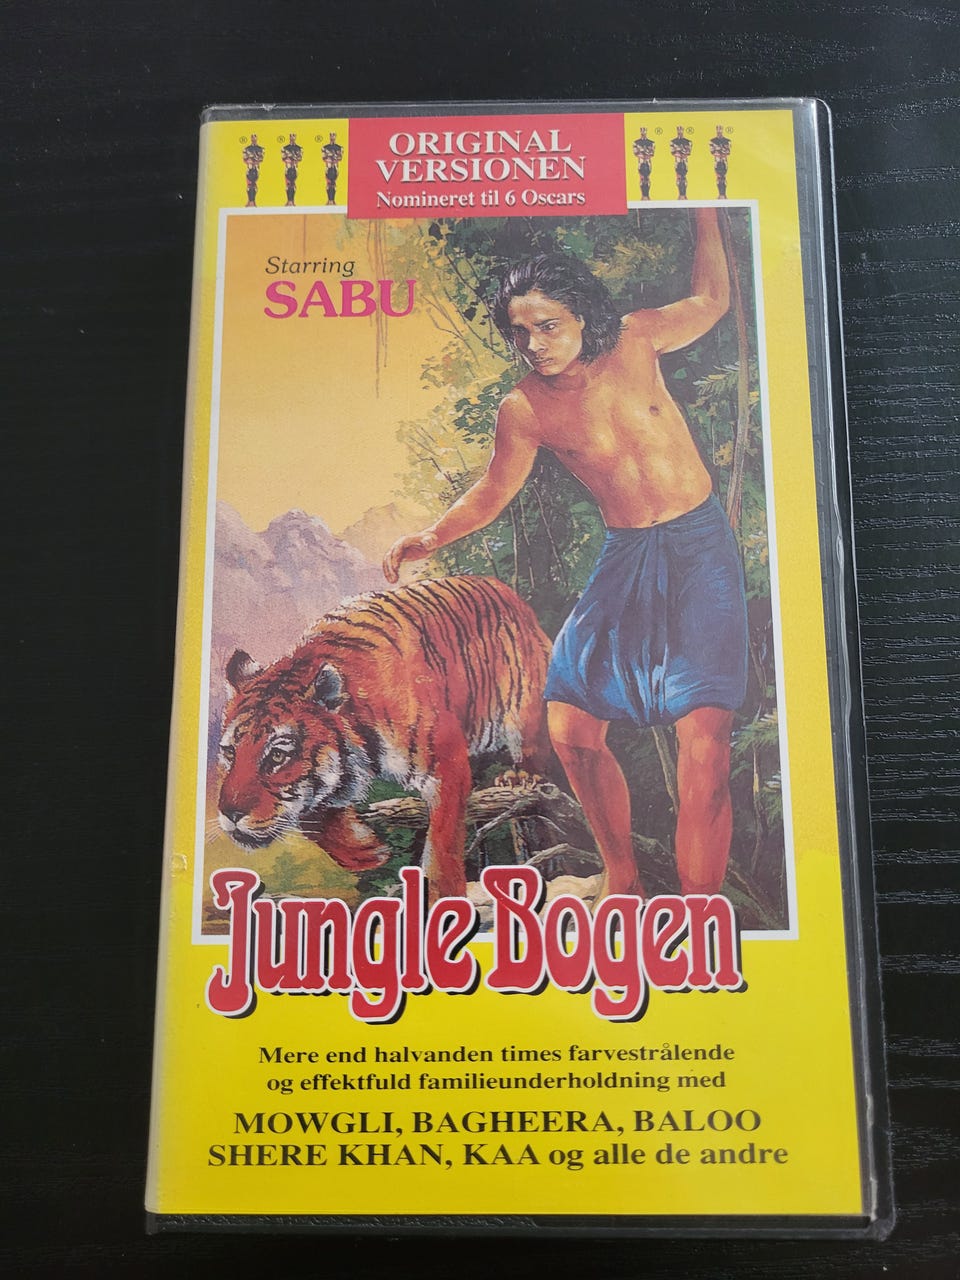 ORIGINAL
VERSIONEN
Nomineret til 6 Oscars
Starring
SABU
Jungle Bogen
Mere end halvanden times farvestrålende
og effektfuld familieunderholdning med
MOWGLI, BAGHEERA, BALOO
SHERE KHAN, KAA og alle de andre